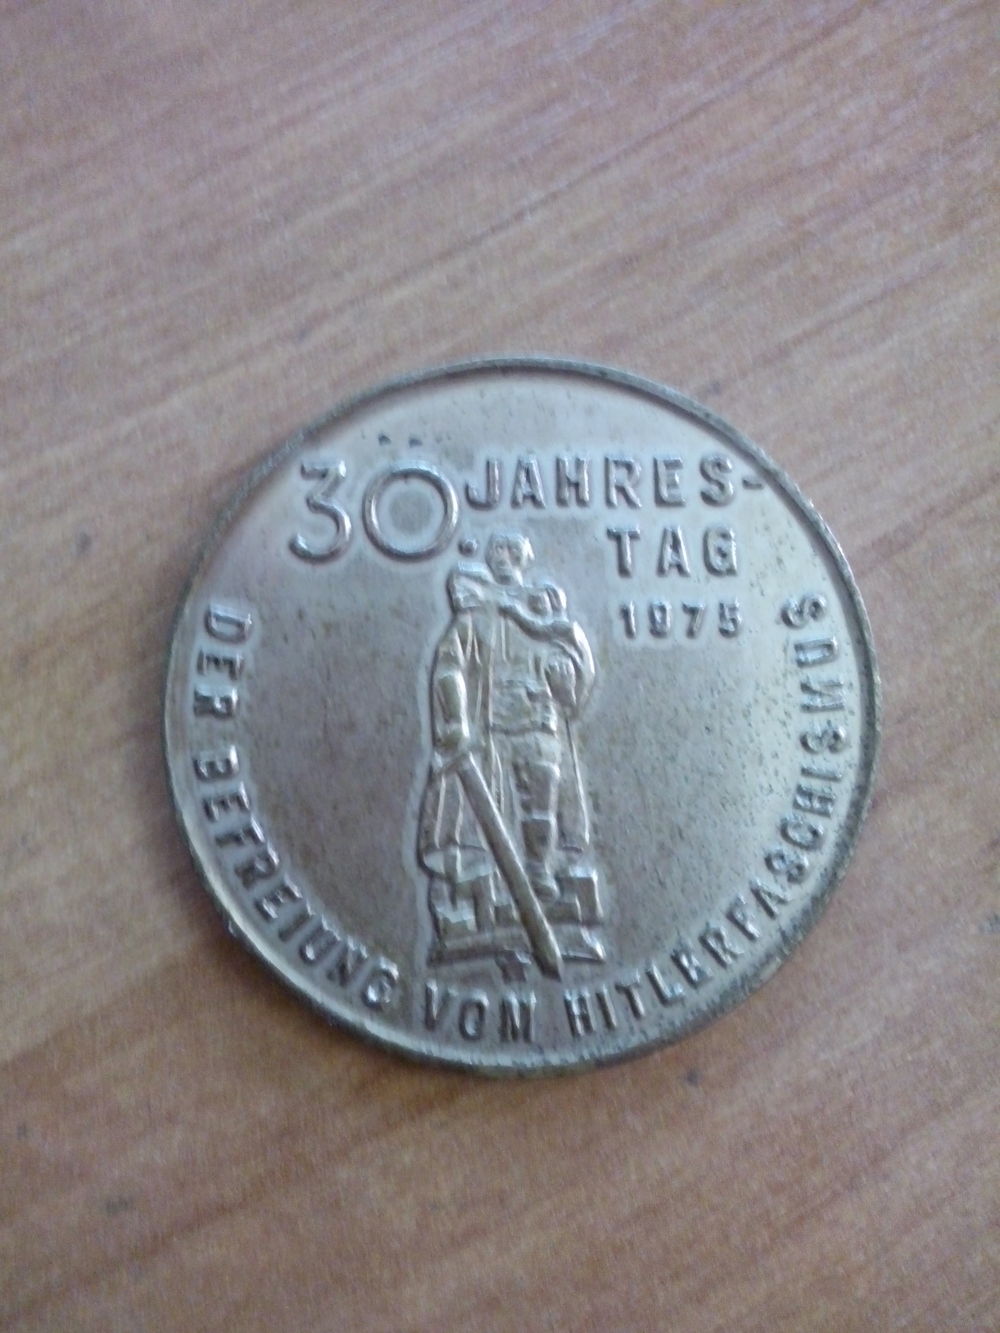 30. JAHRES-
TAG
1975
DER BEFREIUNG VOM HITLERFASCHISMUS